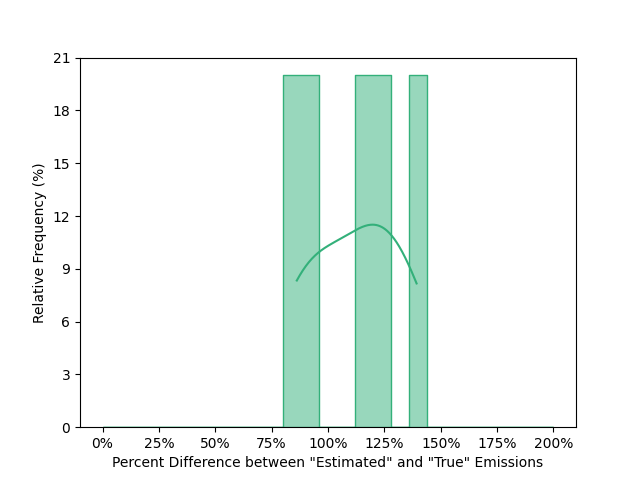 21
18
15
12
9
6
3
0
Relative Frequency (%)
0% 25% 50% 75% 100% 125% 150% 175% 200%
Percent Difference between "Estimated" and "True" Emissions